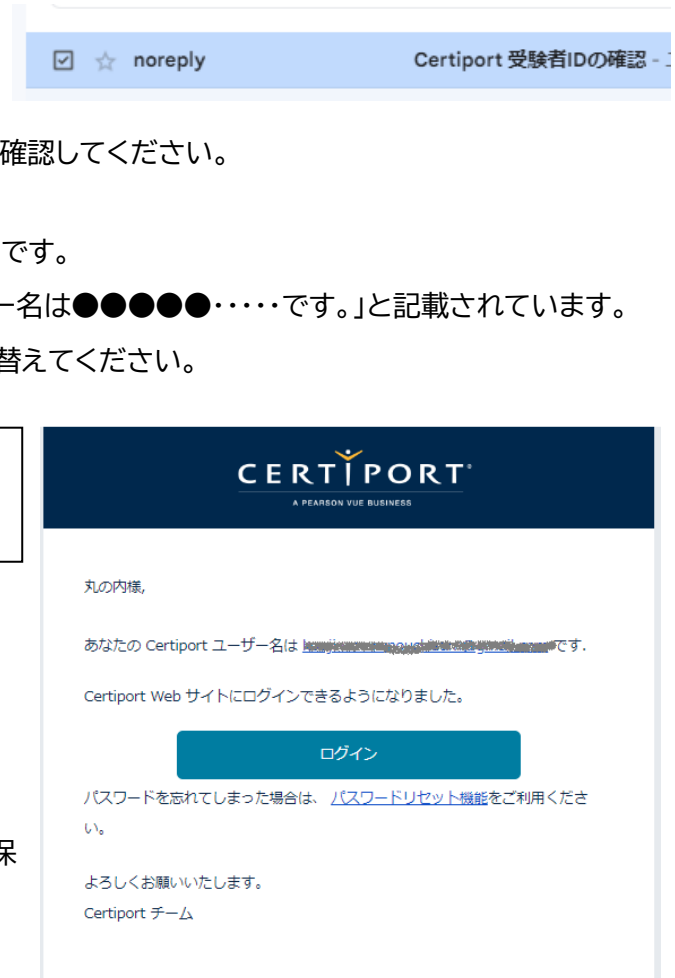 noreply Certiport 受験者IDの確認 -
確認してください。
です。
ー名は●●●●●・・・・・です。」と記載されています。
替えてください。
CERTIPORT
A PEARSON VUE BUSINESS
丸の内様,
あなたの Certiport ユーザー名は です.
Certiport Web サイトにログインできるようになりました。
ログイン
パスワードを忘れてしまった場合は、 パスワードリセット機能をご利用くださ
い。
よろしくお願いいたします。
Certiport チーム